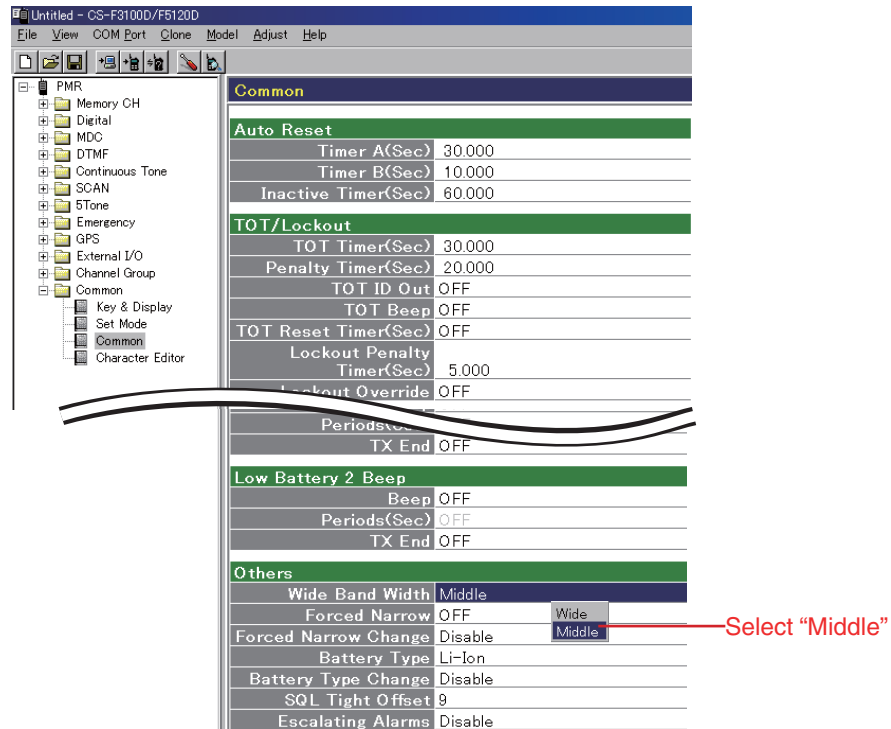 Untitled - CS-F3100D/F5120D
File View COM Port Clone Model Adjust Help
PMR
Memory CH
Digital
MDC
DTMF
Continuous Tone
SCAN
5Tone
Emergency
GPS
External I/O
Channel Group
Common
Key & Display
Set Mode
Common
Character Editor
Common
Auto Reset
Timer A(Sec) 30.000
Timer B(Sec) 10.000
Inactive Timer(Sec) 60.000
TOT/Lockout
TOT Timer(Sec) 30.000
Penalty Timer(Sec) 20.000
TOT ID Out OFF
TOT Beep OFF
TOT Reset Timer(Sec) OFF
Lockout Penalty
Timer(Sec) 5.000
Lockout Override OFF
TX End OFF
Low Battery 2 Beep
Beep OFF
Periods(Sec) OFF
TX End OFF
Others
Wide Band Width Middle
Forced Narrow OFF
Wide
Middle
Select “Middle”
Forced Narrow Change Disable
Battery Type Li-Ion
Battery Type Change Disable
SQL Tight Offset 9
Escalating Alarms Disable